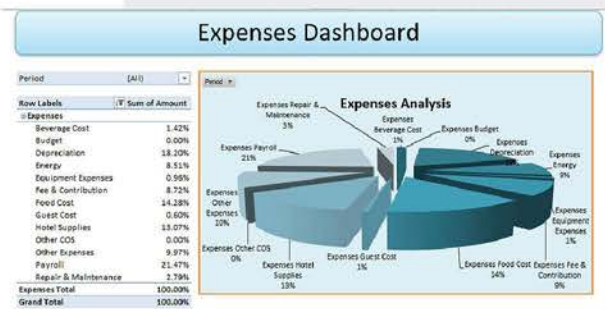 Expenses Dashboard
Period (All)
Row Labels Sum of Amount
Expenses
Beverage Cost 1.42%
Budget 0.00%
Depreciation 18.20%
Energy 8.51%
Equipment Expenses 0.96%
Fee & Contribution 8.72%
Food Cost 14.28%
Guest Cost 0.60%
Hotel Supplies 13.07%
Other COS 0.00%
Other Expenses 9.97%
Payroll 21.47%
Repair & Maintenance 2.79%
Expenses Total 100.00%
Grand Total 100.00%
Period
Expenses Analysis
Expenses Repair &
Maintenance
3%
Expenses
Beverage Cost
1%
Expenses Budget
0%
Expenses
Depreciation
Expenses
Energy
9%
Expenses Payroll
21%
Expenses
Other
Expenses
10%
Expenses
Equipment
Expenses
1%
Expenses Other COS
0%
Expenses Hotel
Supplies
13%
Expenses Guest Cost
1%
Expenses Food Cost
14%
Expenses Fee &
Contribution
9%